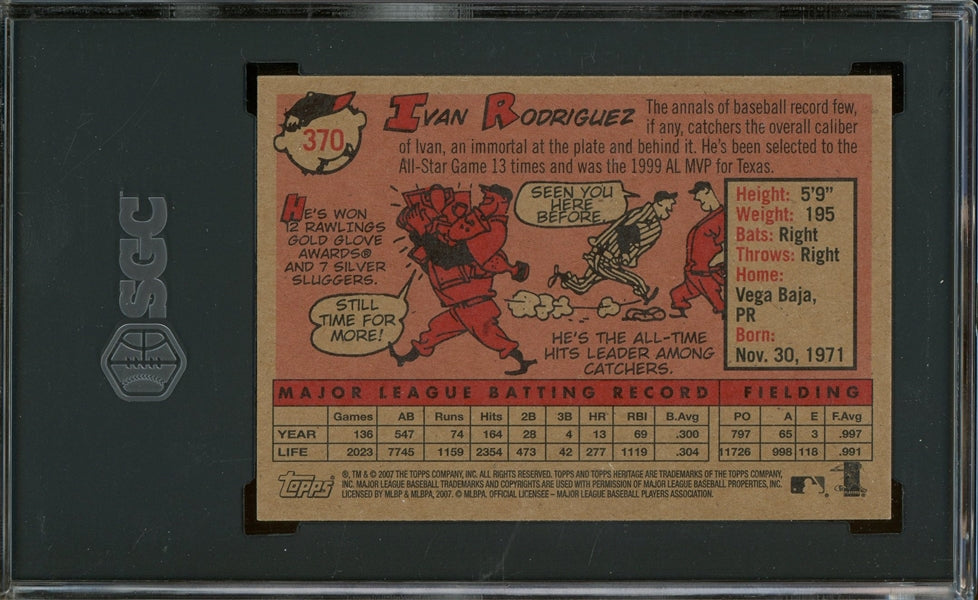 SGC
370
IVAN RODRIGUEZ
The annals of baseball record few,
if any, catchers the overall caliber
of Ivan, an immortal at the plate and behind it. He's been selected to the
All-Star Game 13 times and was the 1999 AL MVP for Texas.
HE'S WON
12 RAWLINGS
GOLD GLOVE
AWARDS®
AND 7 SILVER
SLUGGERS.
STILL
TIME FOR
MORE!
SEEN YOU
HERE
BEFORE.
HE'S THE ALL-TIME
HITS LEADER AMONG
CATCHERS.
Height: 5'9"
Weight: 195
Bats: Right
Throws: Right
Home:
Vega Baja,
PR
Born:
Nov. 30, 1971
MAJOR LEAGUE BATTING RECORD FIELDING
Games AB Runs Hits 2B 3B HR RBI B.Avg PO A E F.Avg
YEAR 136 547 74 164 28 4 13 69 .300 797 65 3 .997
LIFE 2023 7745 1159 2354 473 42 277 1119 .304 11726 998 118 .991
Topps
®, TM & © 2007 THE TOPPS COMPANY, INC. ALL RIGHTS RESERVED. TOPPS AND TOPPS HERITAGE ARE TRADEMARKS OF THE TOPPS COMPANY,
INC. MAJOR LEAGUE BASEBALL TRADEMARKS AND COPYRIGHTS ARE USED WITH PERMISSION OF MAJOR LEAGUE BASEBALL PROPERTIES, INC.
LICENSED BY MLBP & MLBPA, 2007. © MLBPA. OFFICIAL LICENSEE – MAJOR LEAGUE BASEBALL PLAYERS ASSOCIATION.